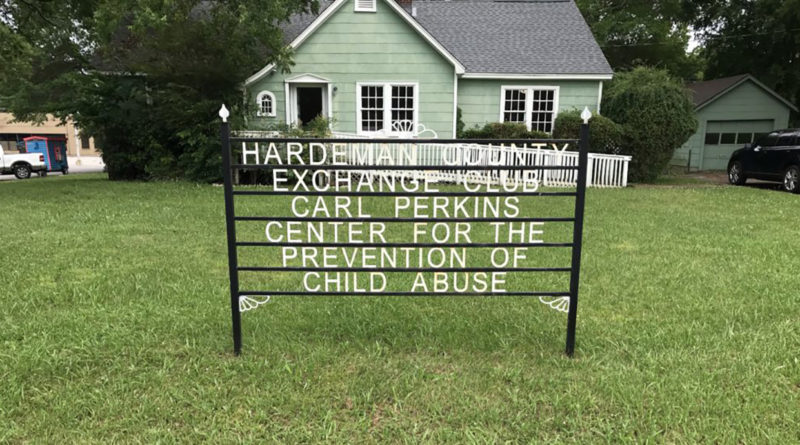 HARDEMAN COUNTY
EXCHANGE CLUB
CARL PERKINS
CENTER FOR THE
PREVENTION OF
CHILD ABUSE